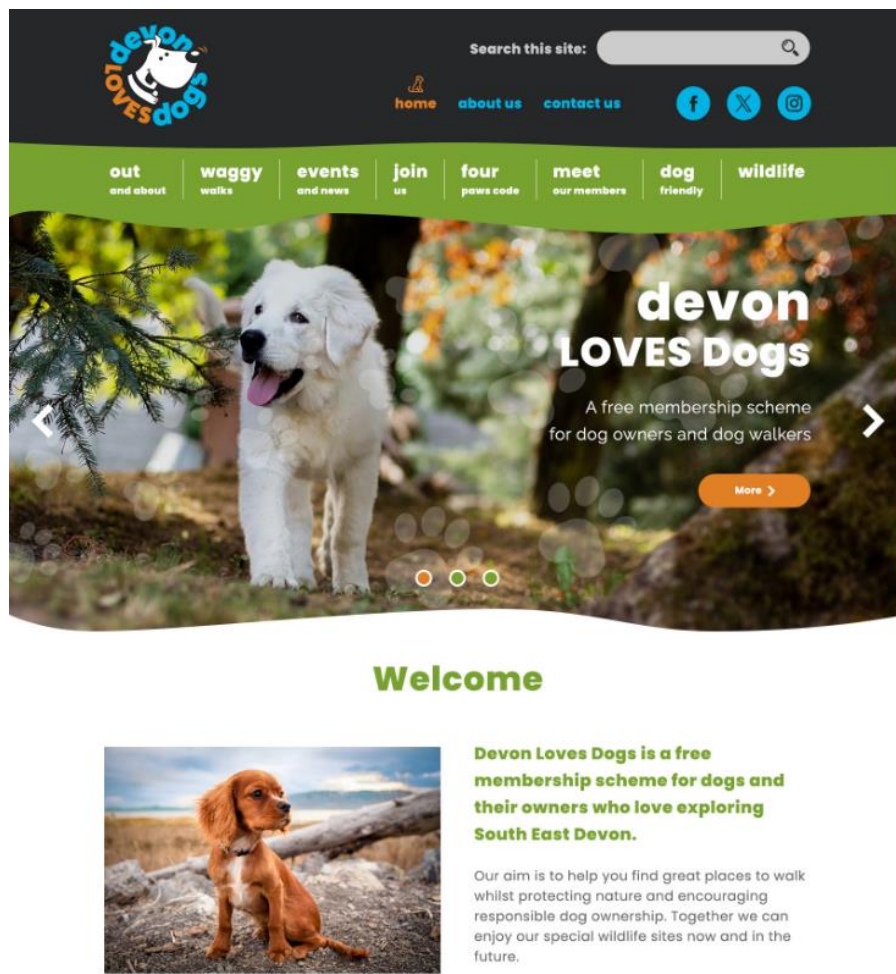 devon
LOVES dogs
Search this site:
home about us contact us
out waggy events join four meet dog wildlife
and about walks and news us paws code our members friendly
devon
LOVES Dogs
A free membership scheme
for dog owners and dog walkers
More
Welcome
Devon Loves Dogs is a free
membership scheme for dogs and
their owners who love exploring
South East Devon.
Our aim is to help you find great places to walk
whilst protecting nature and encouraging
responsible dog ownership. Together we can
enjoy our special wildlife sites now and in the
future.